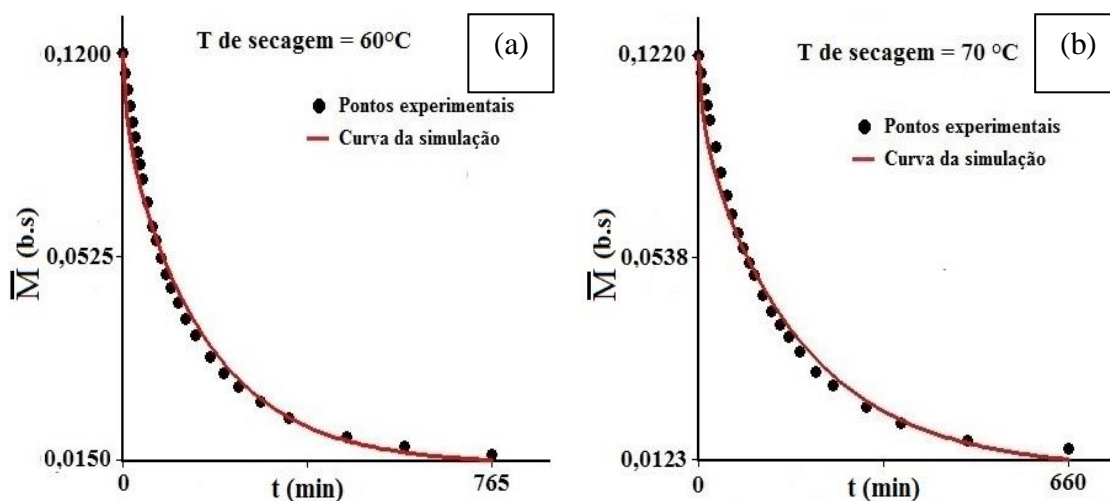 T de secagem = 60°C
(a)
0,1200
Pontos experimentais
Curva da simulação
M (b.s)
0,0525
0,0150
0
t (min)
765
T de secagem = 70 °C
(b)
0,1220
Pontos experimentais
Curva da simulação
M (b.s)
0,0538
0,0123
0
t (min)
660